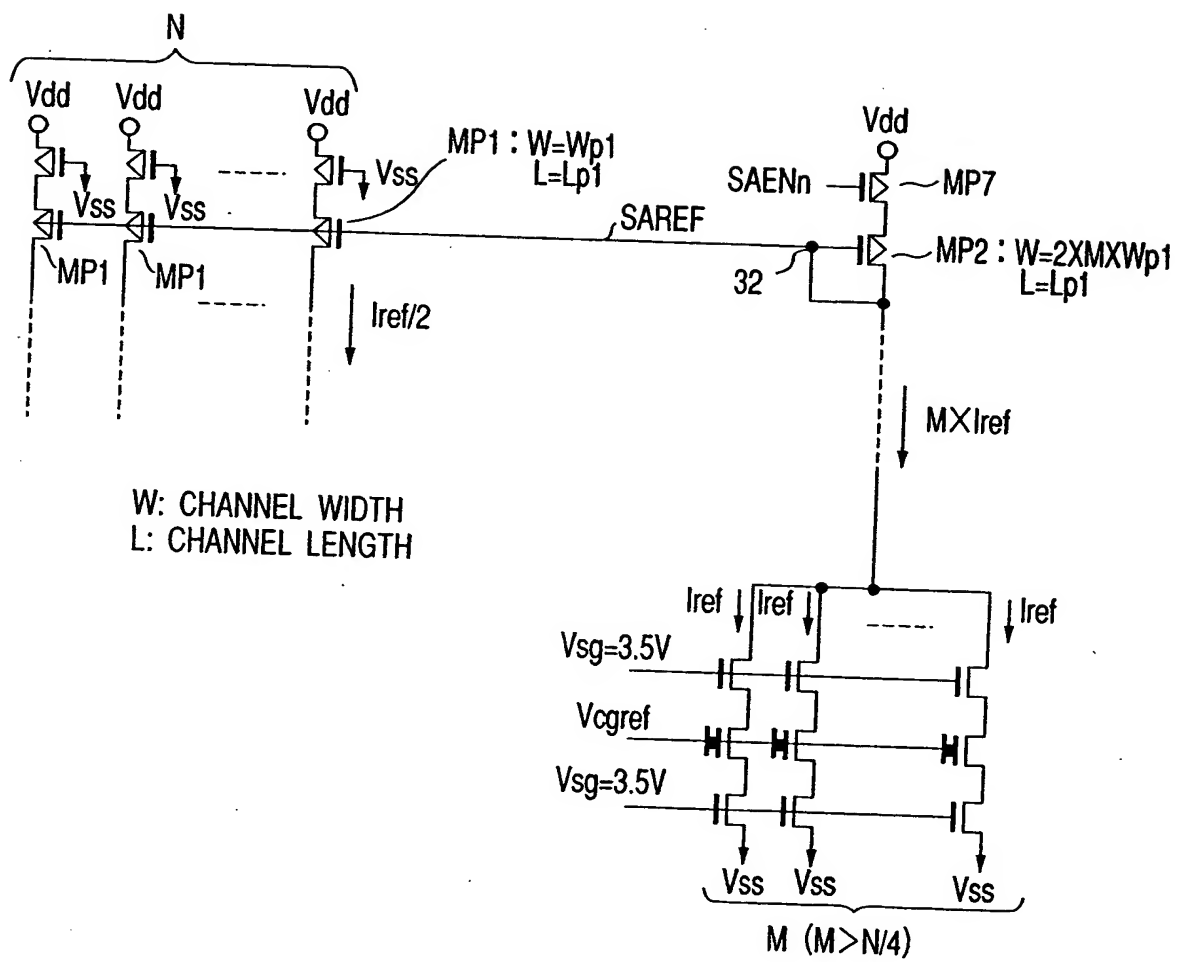 N
Vdd
Vdd
Vdd
Vdd
MP1 : W=Wp1
L=Lp1
Vss
Vss
Vss
SAENn
MP7
SAREF
MP1
MP1
32
MP2 : W=2XMXWp1
L=Lp1
Iref/2
M×Iref
W: CHANNEL WIDTH
L: CHANNEL LENGTH
Iref
Iref
Iref
Vsg=3.5V
Vcgref
Vsg=3.5V
Vss
Vss
Vss
M (M>N/4)